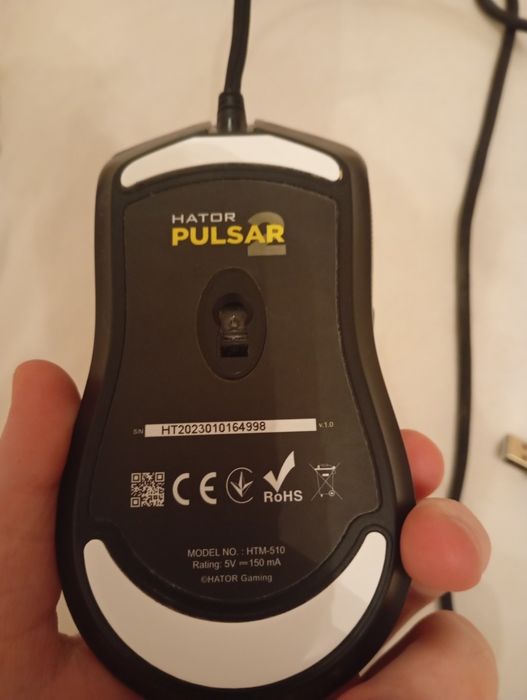 HATOR
PULSAR 2
SN HT2023010164998 v.1.0
CE RoHS
MODEL NO. : HTM-510
Rating: 5V ⎓ 150 mA
©HATOR Gaming